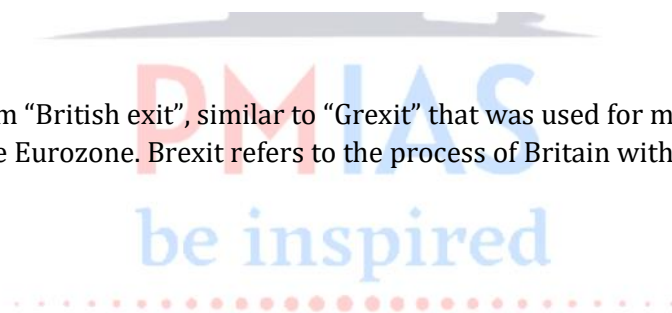 PMIAS
m “British exit”, similar to “Grexit” that was used for m
e Eurozone. Brexit refers to the process of Britain with
be inspired